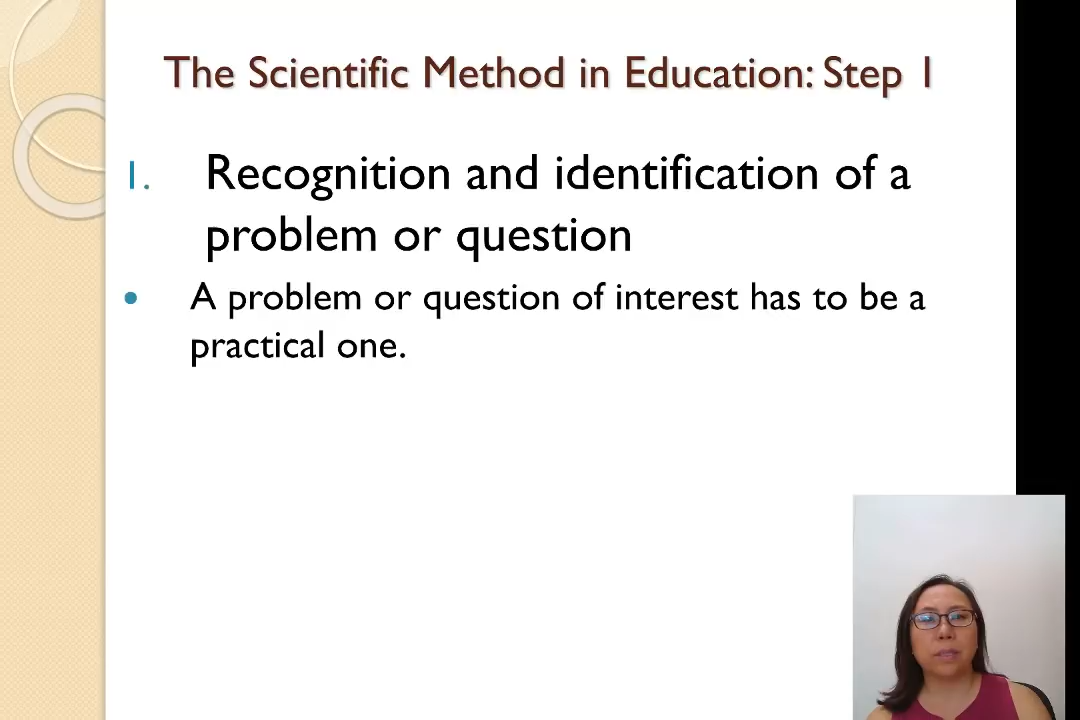 The Scientific Method in Education: Step 1
1. Recognition and identification of a
problem or question
• A problem or question of interest has to be a
practical one.